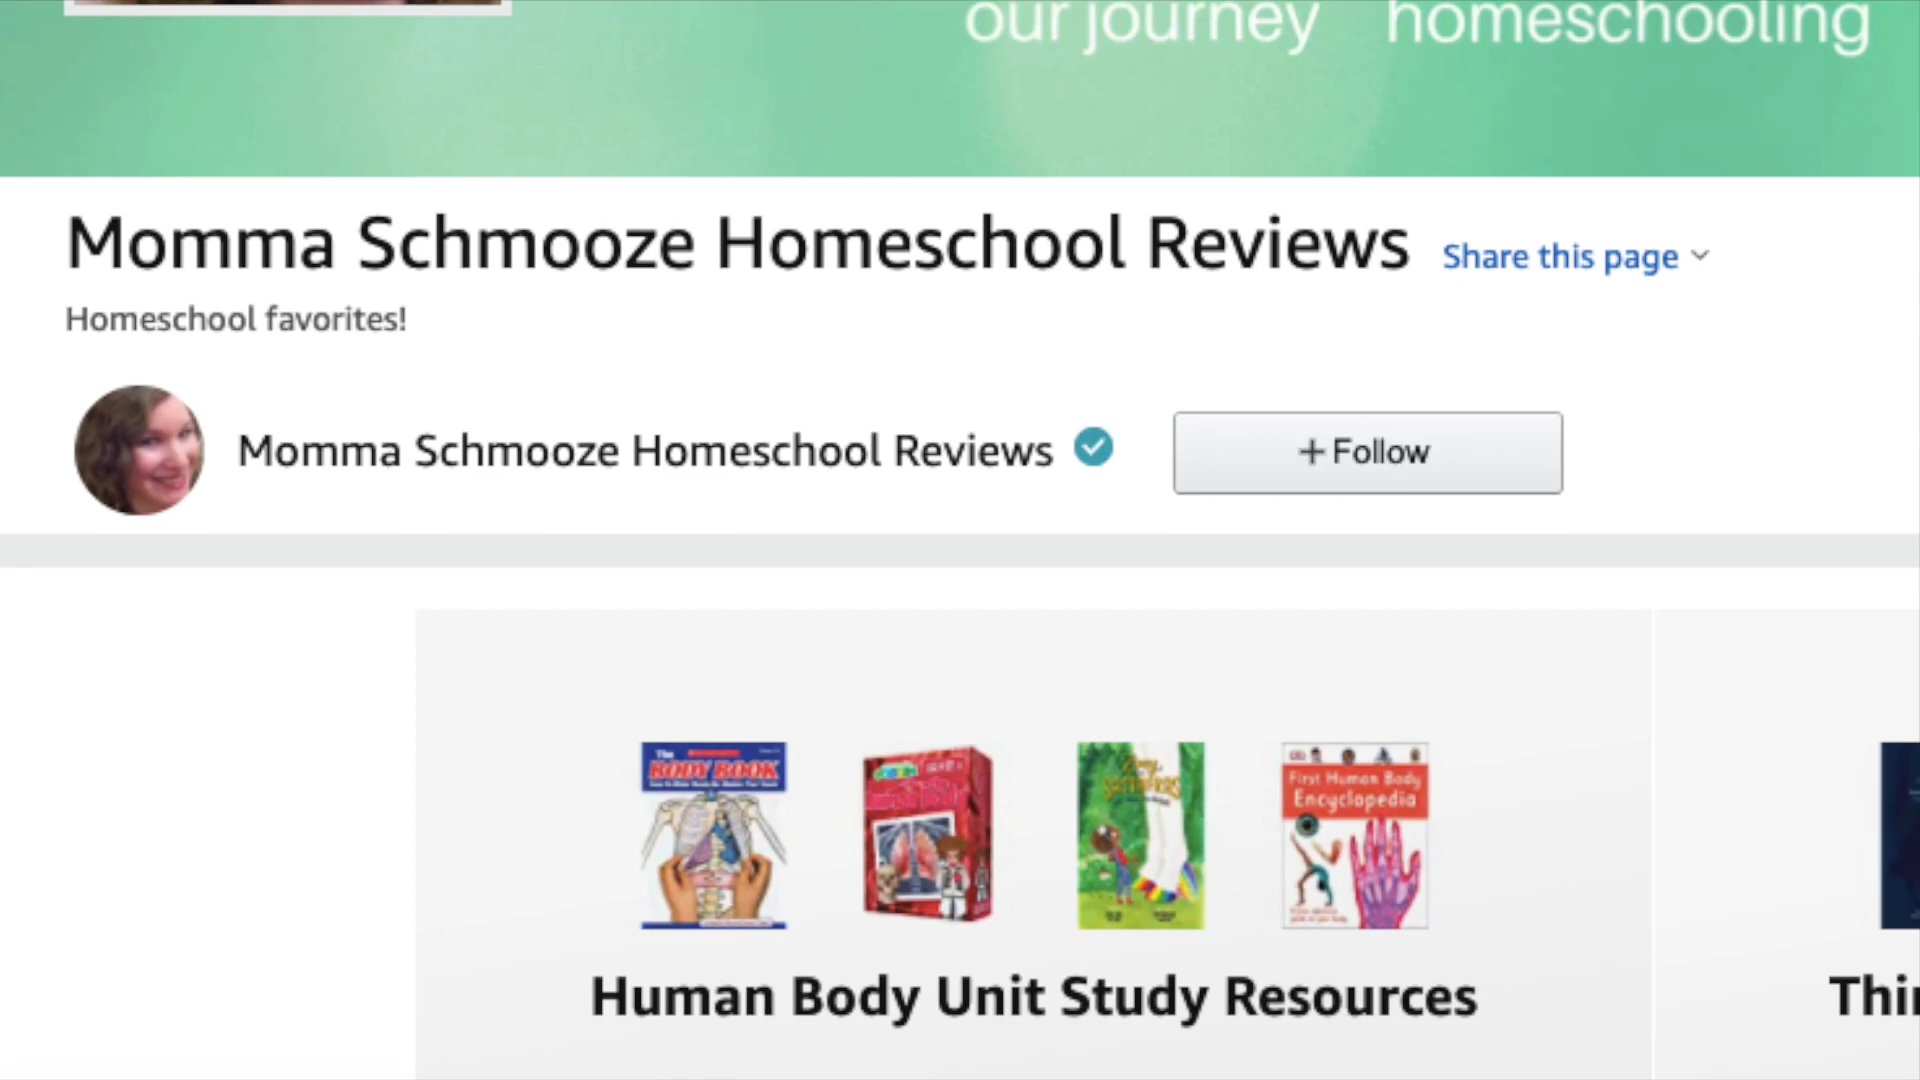 our journey homeschooling
Momma Schmooze Homeschool Reviews Share this page
Homeschool favorites!
Momma Schmooze Homeschool Reviews +Follow
The
BODY BOOK
First Human Body
Encyclopedia
Human Body Unit Study Resources